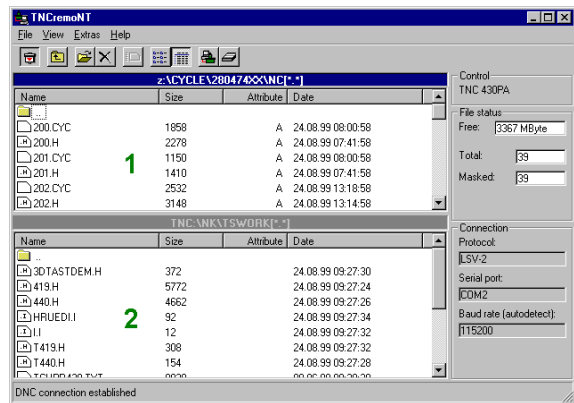 TNCremoNT
File View Extras Help
z:\CYCLE\280474XX\NC[*.*]
Name Size Attribute Date
..
200.CYC 1858 A 24.08.99 08:00:58
200.H 2278 A 24.08.99 07:41:58
201.CYC 1150 A 24.08.99 08:00:58
201.H 1410 A 24.08.99 07:41:58
202.CYC 2532 A 24.08.99 13:18:58
202.H 3148 A 24.08.99 13:14:58
1
TNC:\NK\TSWORK[*.*]
Name Size Attribute Date
..
3DTASTDEM.H 372 24.08.99 09:27:30
419.H 5772 24.08.99 09:27:24
440.H 4662 24.08.99 09:27:26
HRUEDI.I 92 24.08.99 09:27:34
I.I 12 24.08.99 09:27:32
T419.H 308 24.08.99 09:27:32
T440.H 154 24.08.99 09:27:28
2
Control
TNC 430PA
File status
Free: 3367 MByte
Total: 39
Masked: 39
Connection
Protocol:
LSV-2
Serial port:
COM2
Baud rate (autodetect):
115200
DNC connection established